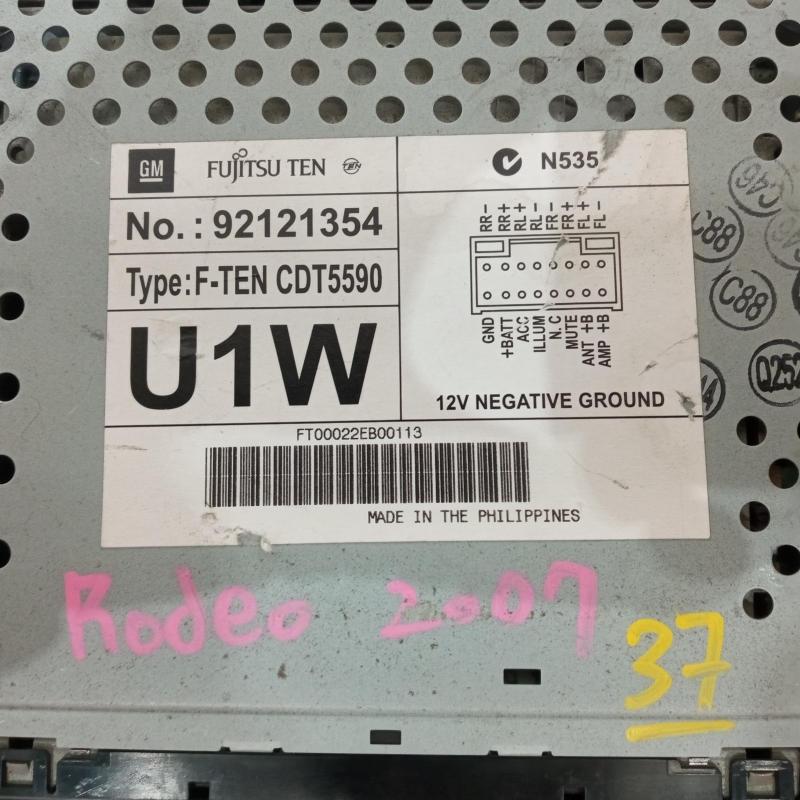 GM FUJITSU TEN TEN
N535
No.: 92121354
Type: F-TEN CDT5590
U1W
RR-
RR+
RL+
RL-
FR-
FR+
FL+
FL-
GND
+BATT
ACC
ILLUM
N.C
MUTE
ANT +B
AMP +B
12V NEGATIVE GROUND
FT00022EB00113
MADE IN THE PHILIPPINES
C46
C88
C88
Q252
Rodeo 2007
37